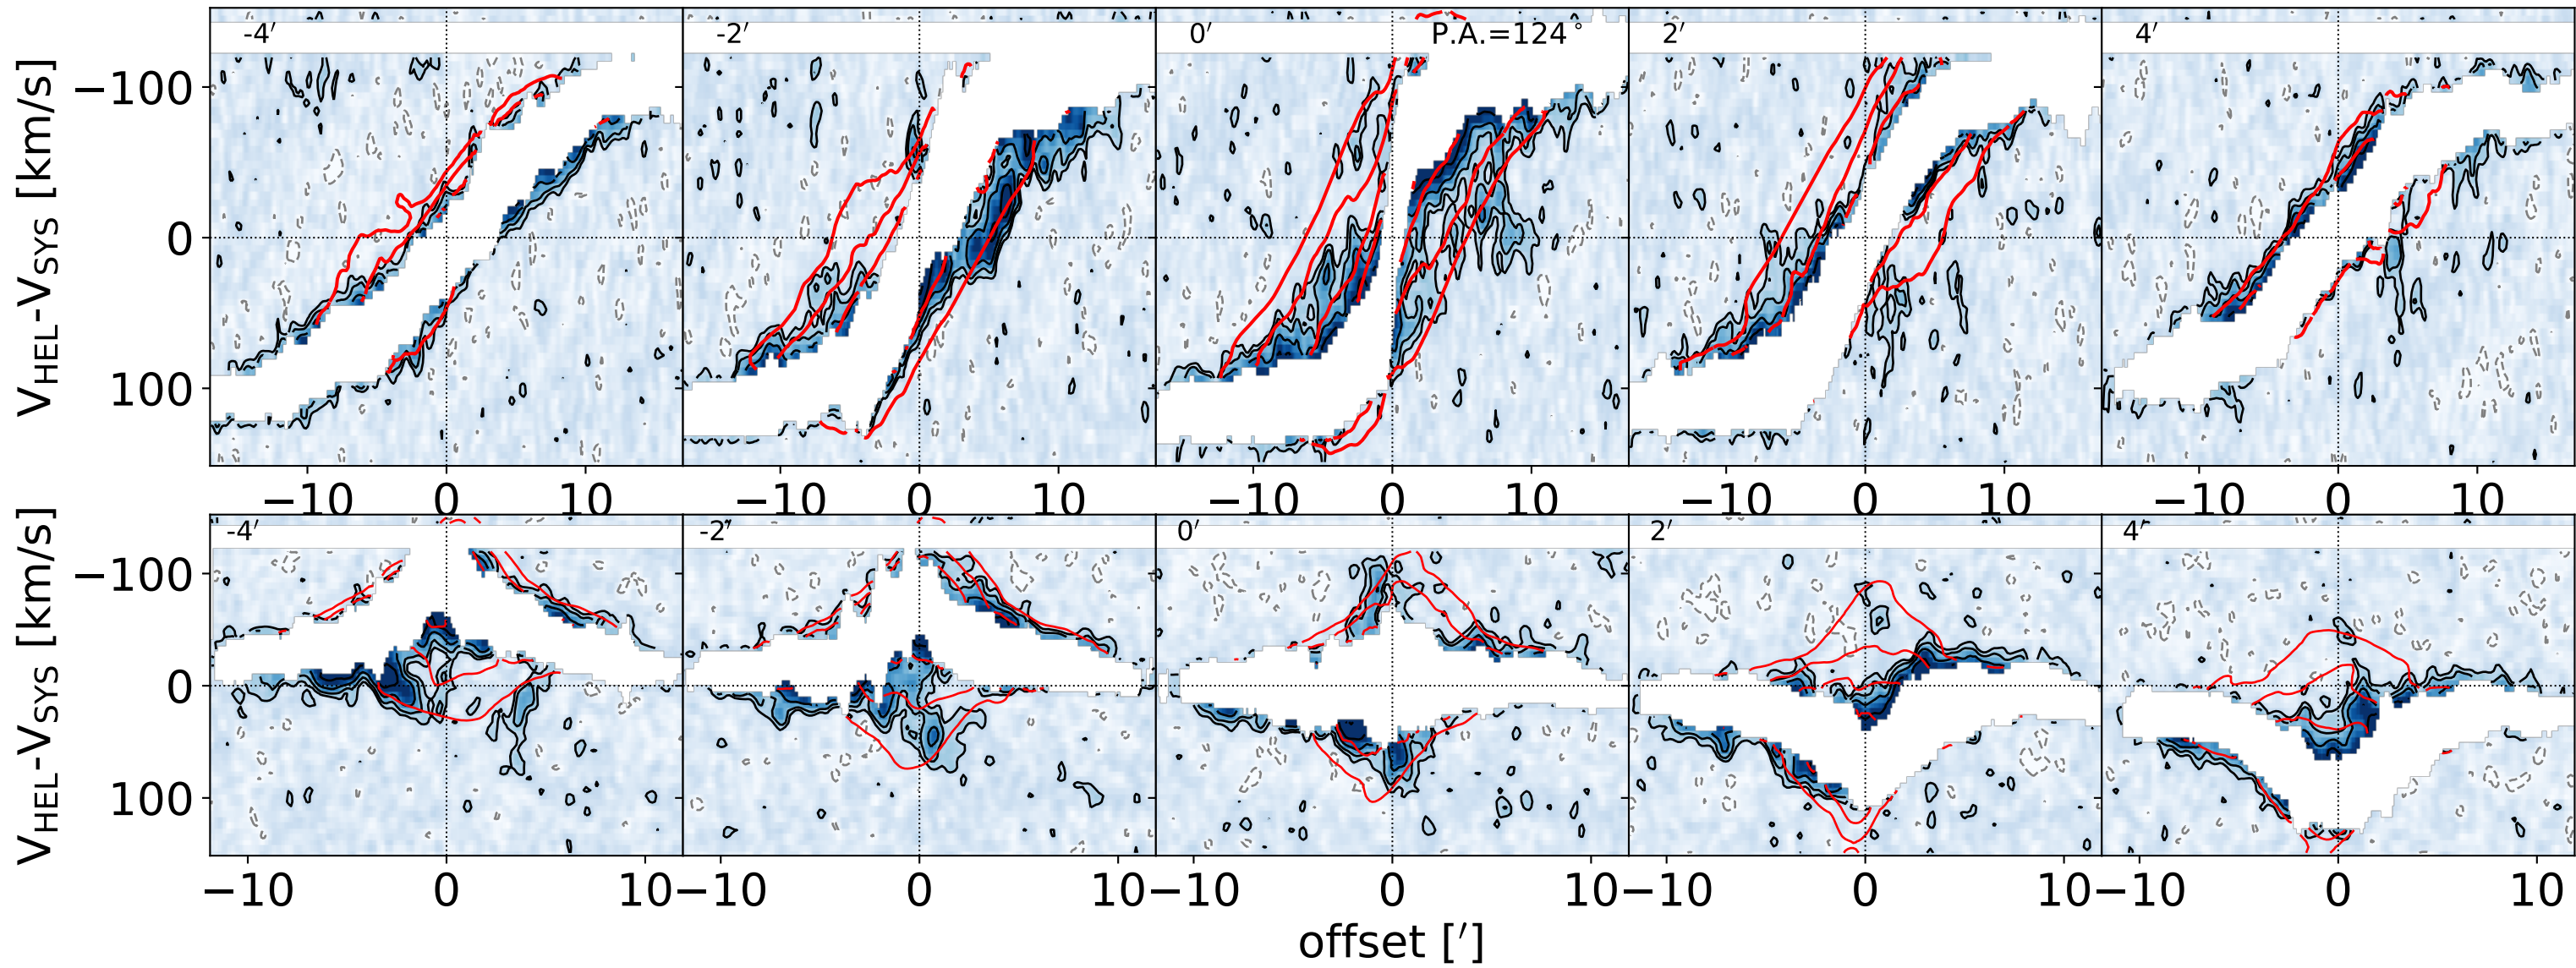 -4′ -2′ 0′ P.A.=124° 2′ 4′
V_HEL-V_SYS [km/s]
−100
0
100
−10 0 10 −10 0 10 −10 0 10 −10 0 10 −10 0 10
-4′ -2′ 0′ 2′ 4′
V_HEL-V_SYS [km/s]
−100
0
100
−10 0 10 −10 0 10 −10 0 10 −10 0 10 −10 0 10
offset [′]